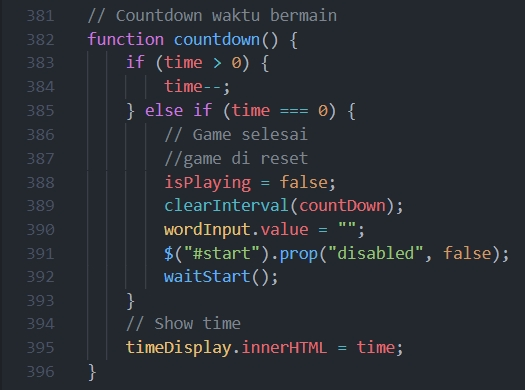 381 // Countdown waktu bermain
382 function countdown() {
383 if (time > 0) {
384 time--;
385 } else if (time === 0) {
386 // Game selesai
387 //game di reset
388 isPlaying = false;
389 clearInterval(countDown);
390 wordInput.value = "";
391 $("#start").prop("disabled", false);
392 waitStart();
393 }
394 // Show time
395 timeDisplay.innerHTML = time;
396 }